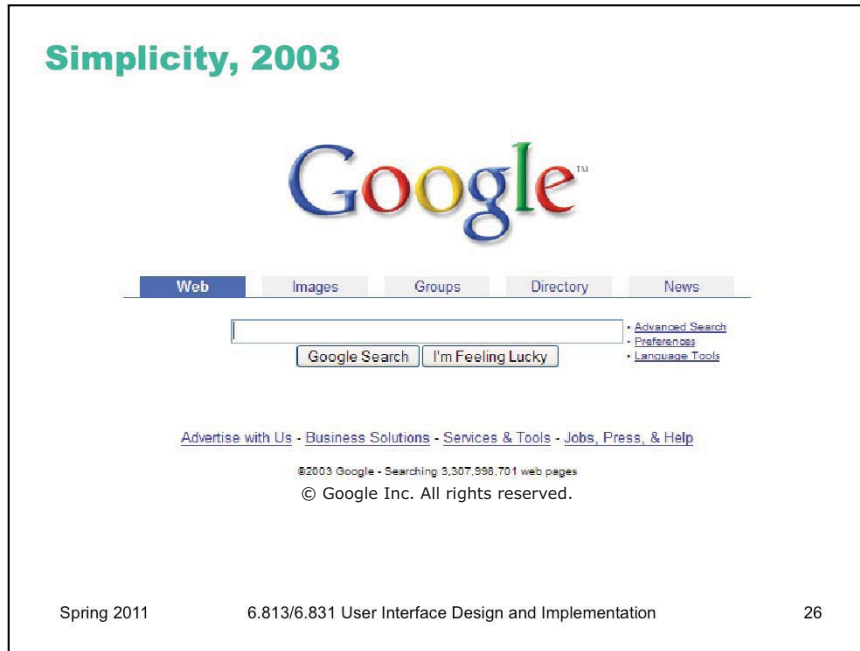 Simplicity, 2003
Google™
Web Images Groups Directory News
• Advanced Search
• Preferences
• Language Tools
Google Search I'm Feeling Lucky
Advertise with Us - Business Solutions - Services & Tools - Jobs, Press, & Help
©2003 Google - Searching 3,307,998,701 web pages
© Google Inc. All rights reserved.
Spring 2011 6.813/6.831 User Interface Design and Implementation 26